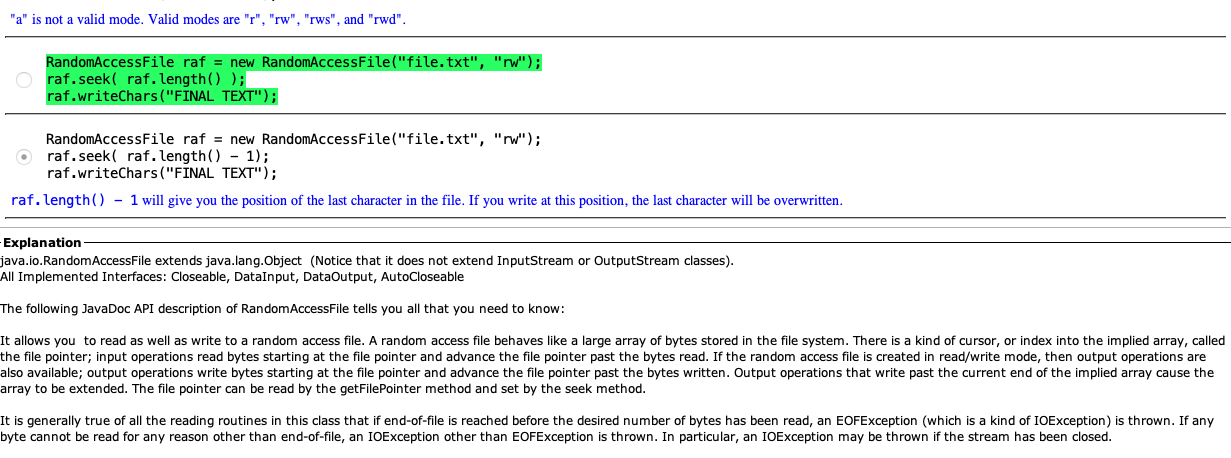 "a" is not a valid mode. Valid modes are "r", "rw", "rws", and "rwd".
RandomAccessFile raf = new RandomAccessFile("file.txt", "rw");
raf.seek( raf.length() );
raf.writeChars("FINAL TEXT");
RandomAccessFile raf = new RandomAccessFile("file.txt", "rw");
raf.seek( raf.length() - 1);
raf.writeChars("FINAL TEXT");
raf.length() - 1 will give you the position of the last character in the file. If you write at this position, the last character will be overwritten.
Explanation
java.io.RandomAccessFile extends java.lang.Object  (Notice that it does not extend InputStream or OutputStream classes).
All Implemented Interfaces: Closeable, DataInput, DataOutput, AutoCloseable
The following JavaDoc API description of RandomAccessFile tells you all that you need to know:
It allows you  to read as well as write to a random access file. A random access file behaves like a large array of bytes stored in the file system. There is a kind of cursor, or index into the implied array, called
the file pointer; input operations read bytes starting at the file pointer and advance the file pointer past the bytes read. If the random access file is created in read/write mode, then output operations are
also available; output operations write bytes starting at the file pointer and advance the file pointer past the bytes written. Output operations that write past the current end of the implied array cause the
array to be extended. The file pointer can be read by the getFilePointer method and set by the seek method.
It is generally true of all the reading routines in this class that if end-of-file is reached before the desired number of bytes has been read, an EOFException (which is a kind of IOException) is thrown. If any
byte cannot be read for any reason other than end-of-file, an IOException other than EOFException is thrown. In particular, an IOException may be thrown if the stream has been closed.